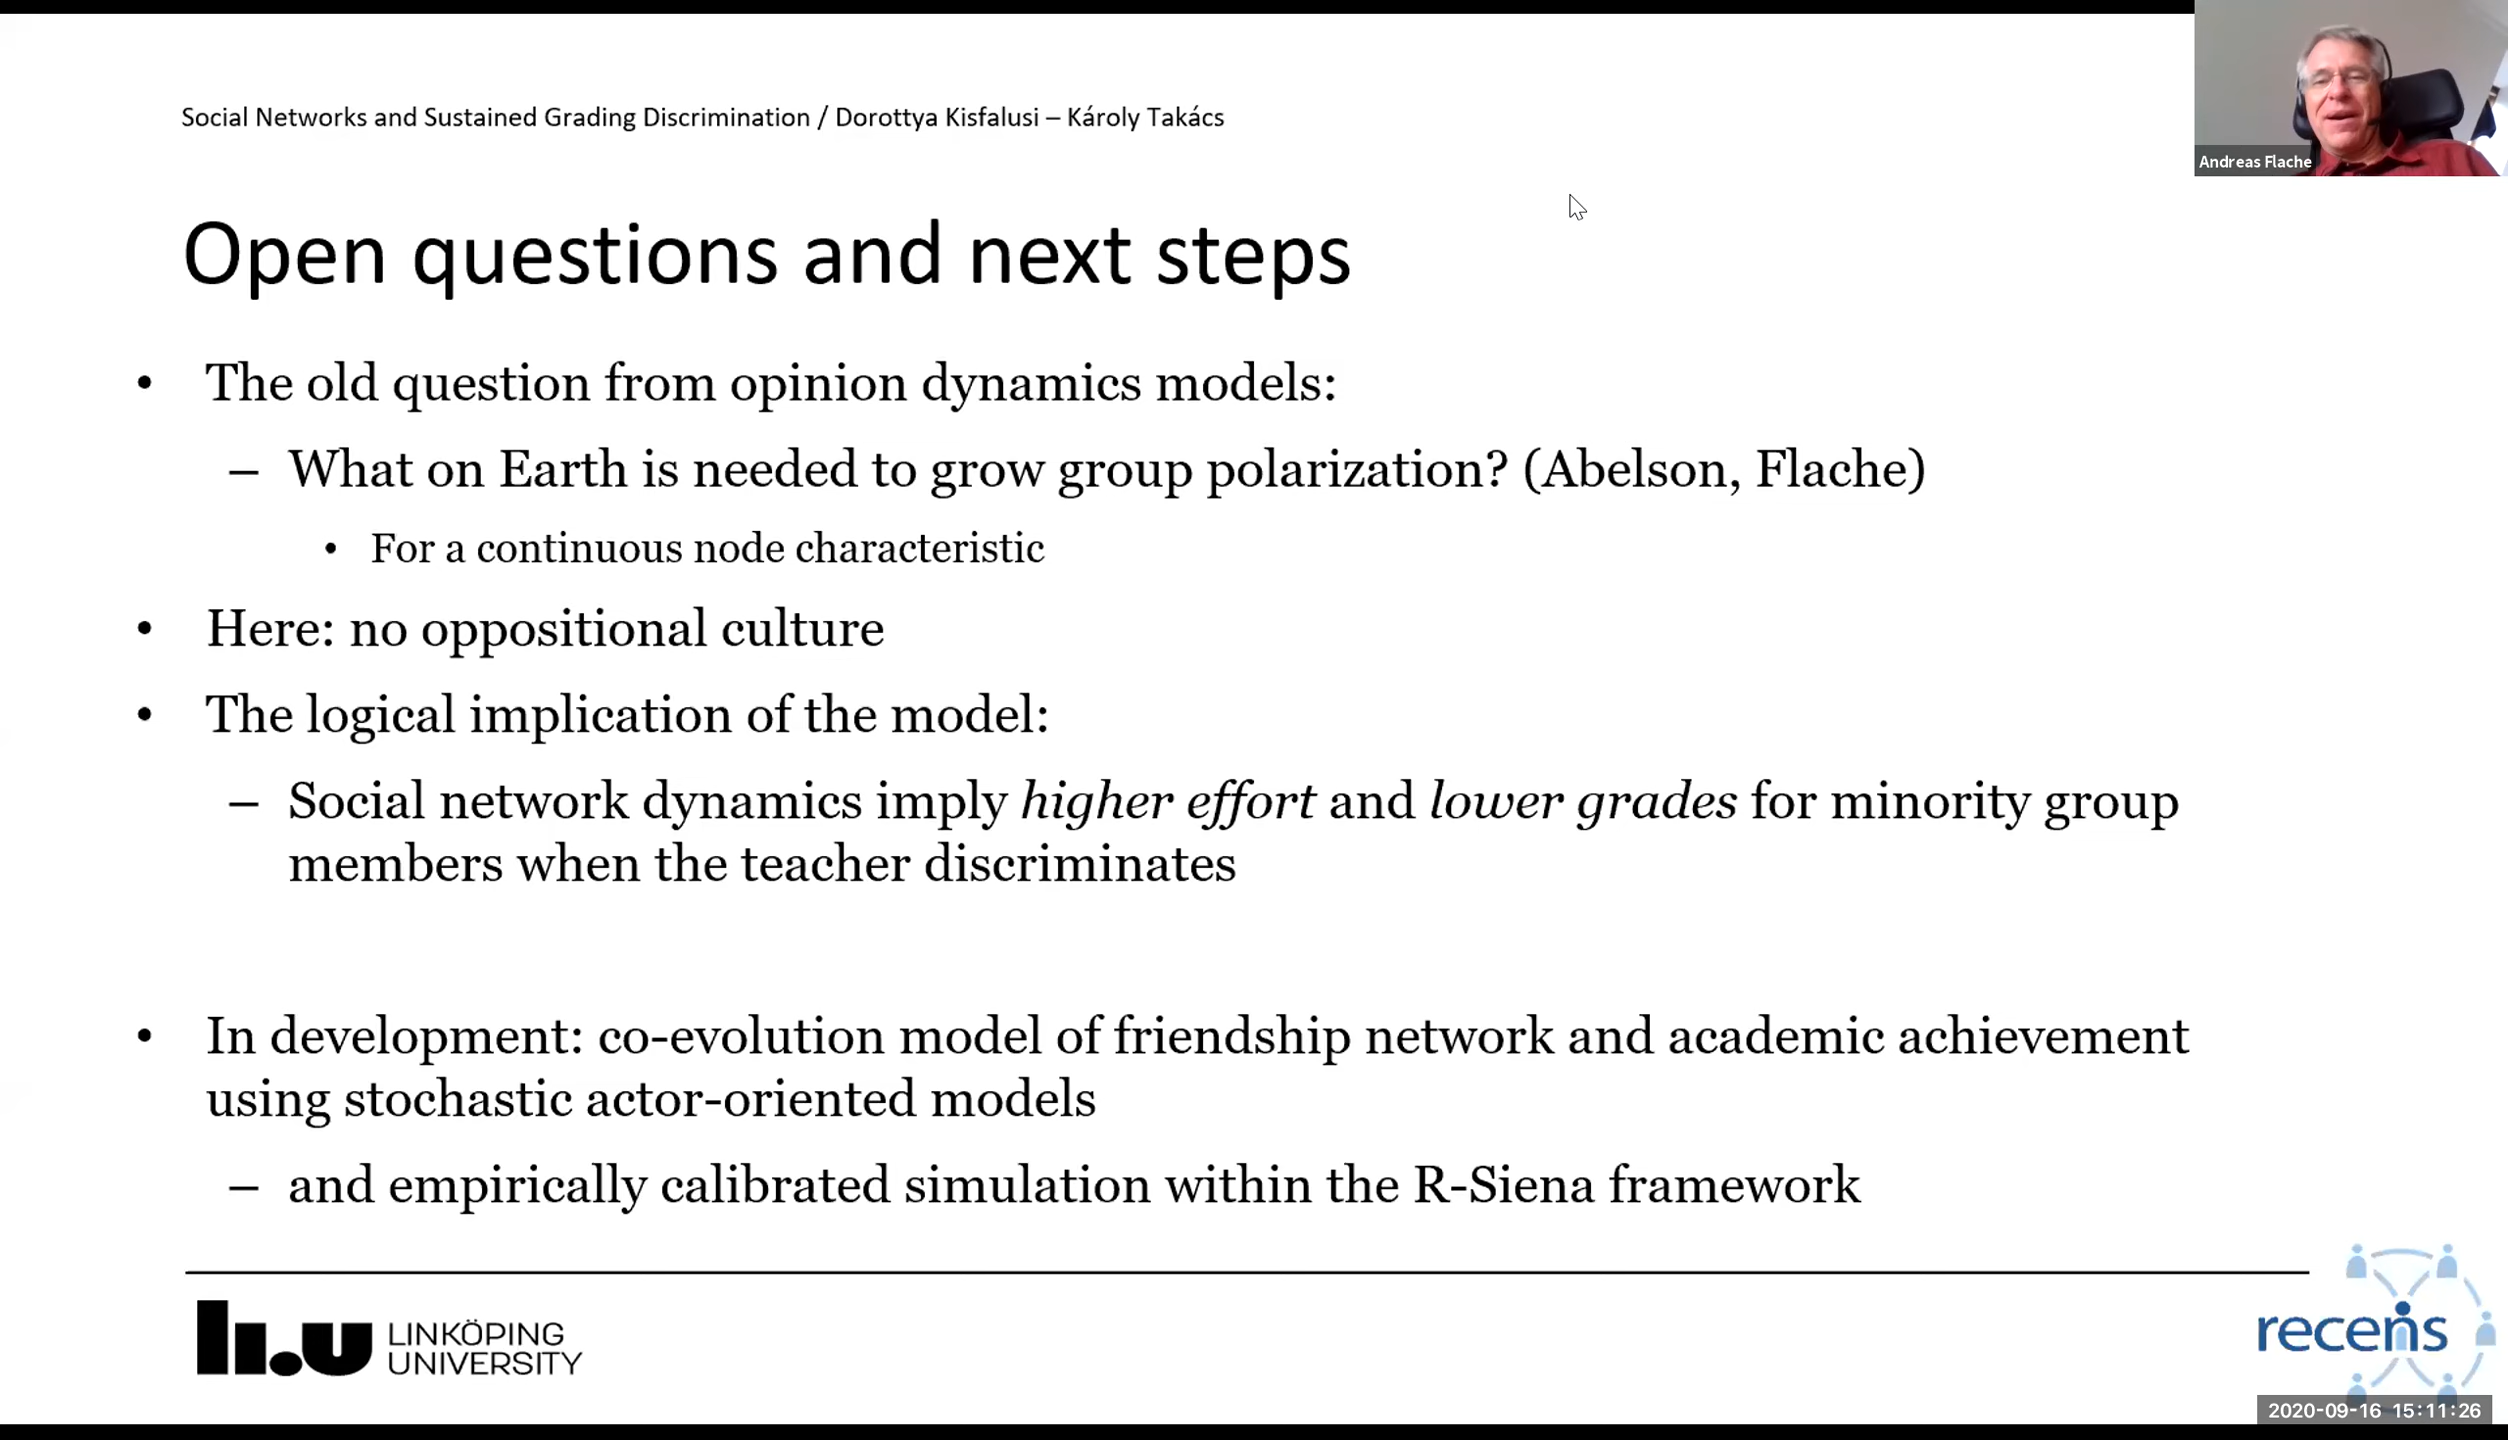 Social Networks and Sustained Grading Discrimination / Dorottya Kisfalusi – Károly Takács
Andreas Flache
Open questions and next steps
• The old question from opinion dynamics models:
– What on Earth is needed to grow group polarization? (Abelson, Flache)
• For a continuous node characteristic
• Here: no oppositional culture
• The logical implication of the model:
– Social network dynamics imply higher effort and lower grades for minority group
members when the teacher discriminates
• In development: co-evolution model of friendship network and academic achievement
using stochastic actor-oriented models
– and empirically calibrated simulation within the R-Siena framework
li.u LINKÖPING
UNIVERSITY
recens
2020-09-16 15:11:26